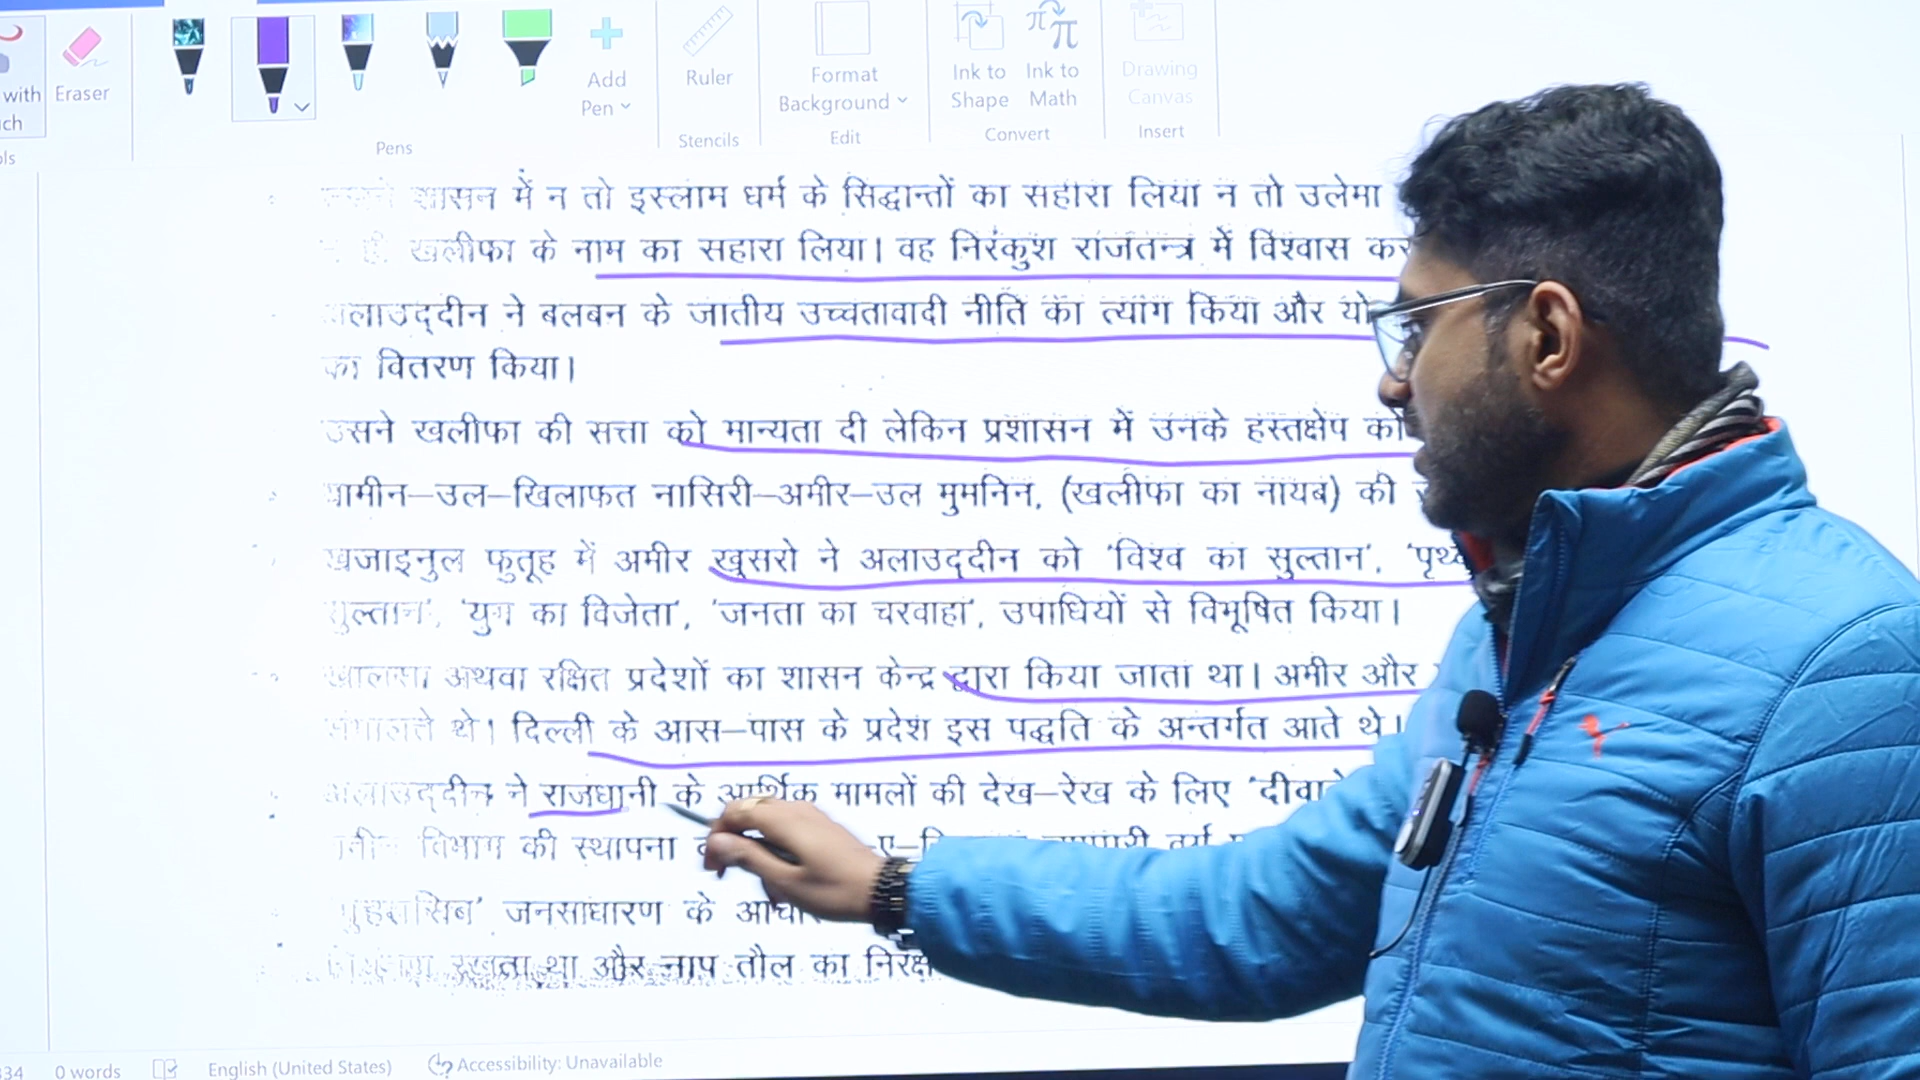 with
Eraser
Add
Pen
Ruler
Format
Background
Ink to
Shape
Ink to
Math
Drawing
Canvas
Pens
Stencils
Edit
Convert
Insert
शासन में न तो इस्लाम धर्म के सिद्धान्तों का सहारा लिया न तो उलेमा
खलीफा के नाम का सहारा लिया। वह निरंकुश राजतन्त्र में विश्वास
अलाउद्दीन ने बलबन के जातीय उच्चतावादी नीति का त्याग किया और
का वितरण किया।
उसने खलीफा की सत्ता को मान्यता दी लेकिन प्रशासन में उनके हस्तक्षेप को
यामीन–उल–खिलाफत नासिरी–अमीर–उल मुमनिन, (खलीफा का नायब) की
खजाइनुल फुतूह में अमीर खुसरो ने अलाउद्दीन को 'विश्व का सुल्तान',
सुल्तान', 'युग का विजेता', 'जनता का चरवाहा', उपाधियों से विभूषित किया।
खालसा अथवा रक्षित प्रदेशों का शासन केन्द्र द्वारा किया जाता था। अमीर और
थे। दिल्ली के आस–पास के प्रदेश इस पद्धति के अन्तर्गत आते थे।
अलाउद्दीन ने राजधानी के आर्थिक मामलों की देख–रेख के लिए
विभाग की स्थापना
जनसाधारण के
रखता था और नाप तौल का
0 words
English (United States)
Accessibility: Unavailable